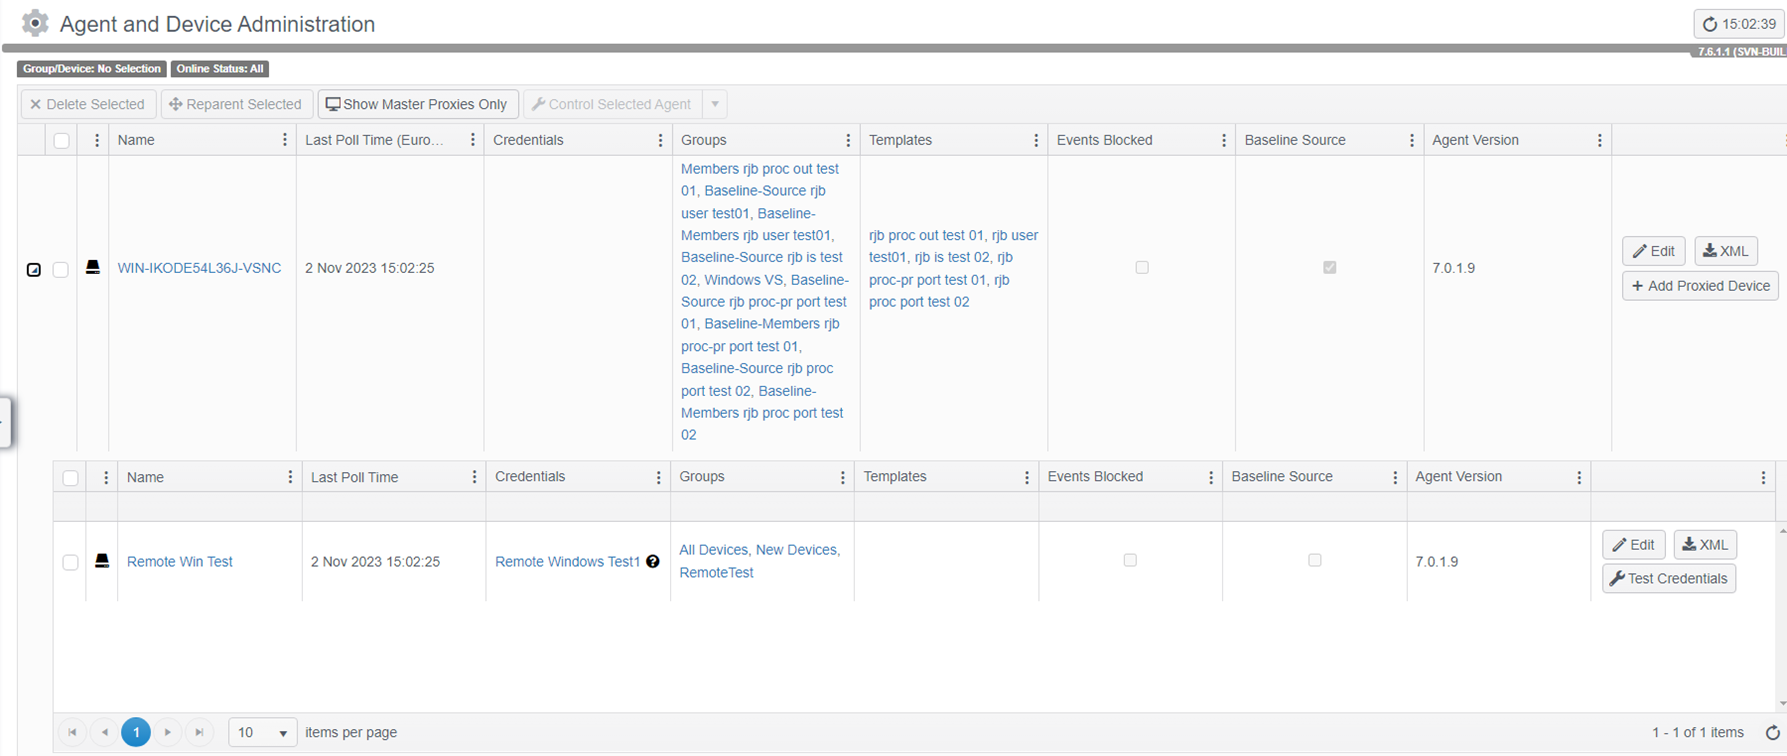 Agent and Device Administration
15:02:39
7.6.1.1 (SVN-BUIL
Group/Device: No Selection Online Status: All
Delete Selected Reparent Selected Show Master Proxies Only Control Selected Agent
Name Last Poll Time (Euro... Credentials Groups Templates Events Blocked Baseline Source Agent Version
WIN-IKODE54L36J-VSNC
2 Nov 2023 15:02:25
Members rjb proc out test
01, Baseline-Source rjb
user test01, Baseline-
Members rjb user test01,
Baseline-Source rjb is test
02, Windows VS, Baseline-
Source rjb proc-pr port test
01, Baseline-Members rjb
proc-pr port test 01,
Baseline-Source rjb proc
port test 02, Baseline-
Members rjb proc port test
02
rjb proc out test 01, rjb user
test01, rjb is test 02, rjb
proc-pr port test 01, rjb
proc port test 02
7.0.1.9
Edit XML
+ Add Proxied Device
Name Last Poll Time Credentials Groups Templates Events Blocked Baseline Source Agent Version
Remote Win Test
2 Nov 2023 15:02:25
Remote Windows Test1 ?
All Devices, New Devices,
RemoteTest
7.0.1.9
Edit XML
Test Credentials
1 10 items per page 1 - 1 of 1 items